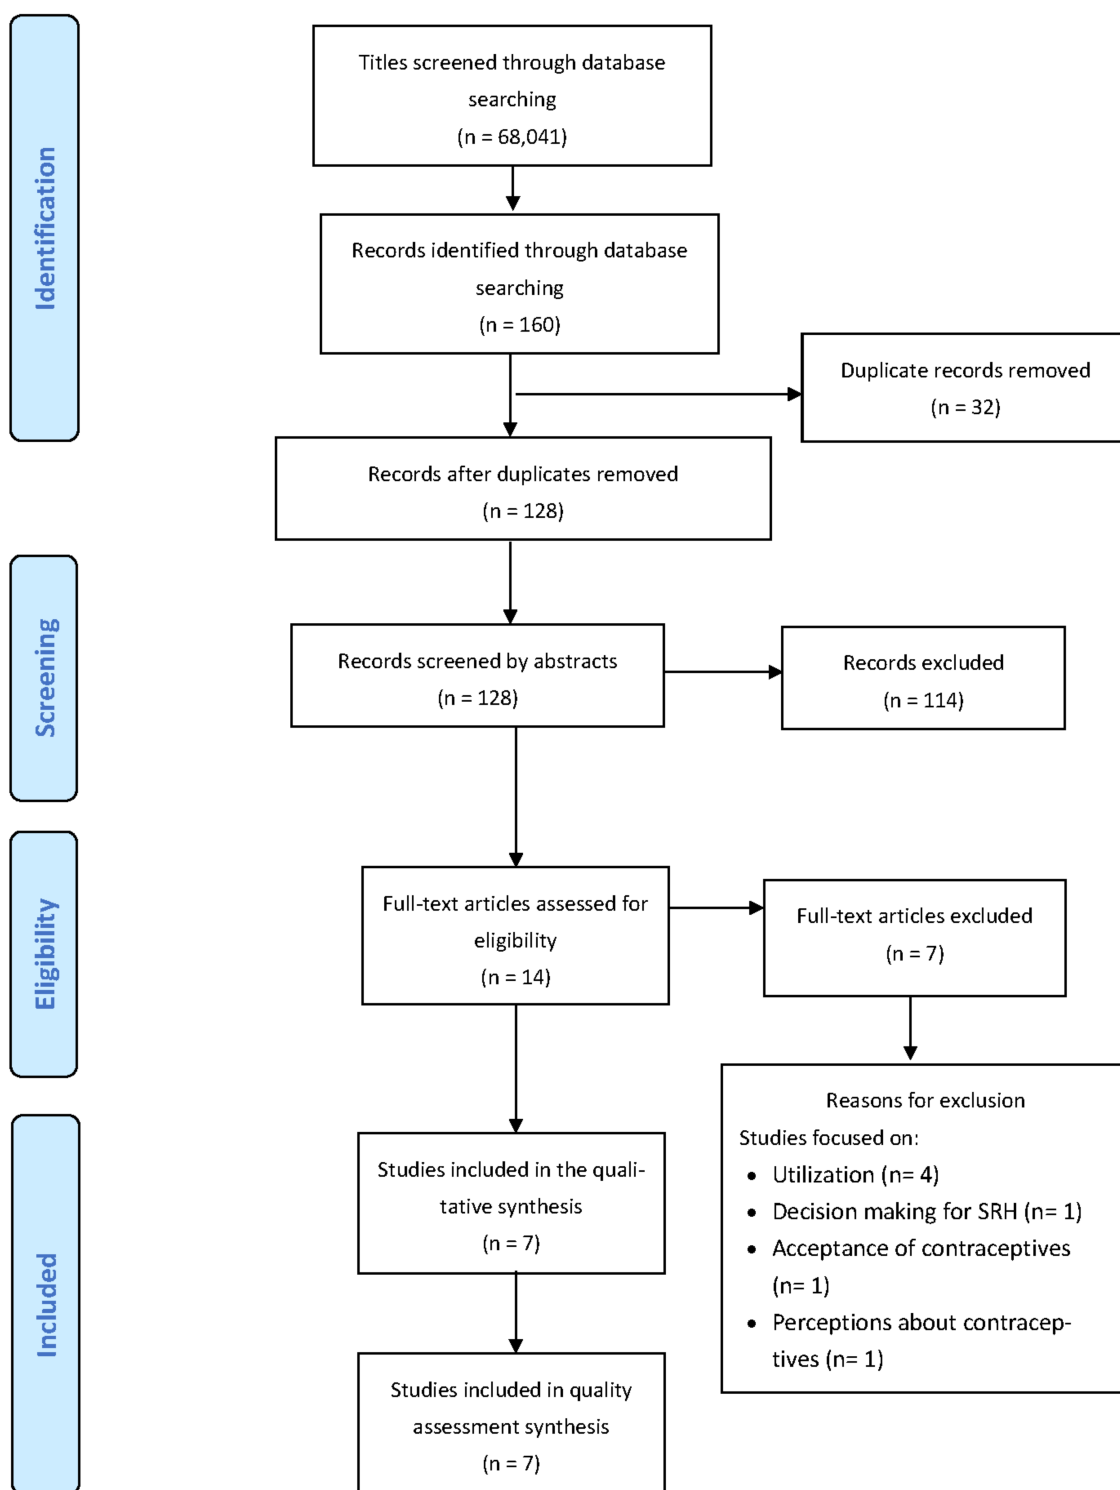 Identification
Titles screened through database
searching
(n = 68,041)
Records identified through database
searching
(n = 160)
Duplicate records removed
(n = 32)
Records after duplicates removed
(n = 128)
Screening
Records screened by abstracts
(n = 128)
Records excluded
(n = 114)
Eligibility
Full-text articles assessed for
eligibility
(n = 14)
Full-text articles excluded
(n = 7)
Reasons for exclusion
Studies focused on:
• Utilization (n= 4)
• Decision making for SRH (n= 1)
• Acceptance of contraceptives
(n= 1)
• Perceptions about contracep-
tives (n= 1)
Included
Studies included in the quali-
tative synthesis
(n = 7)
Studies included in quality
assessment synthesis
(n = 7)